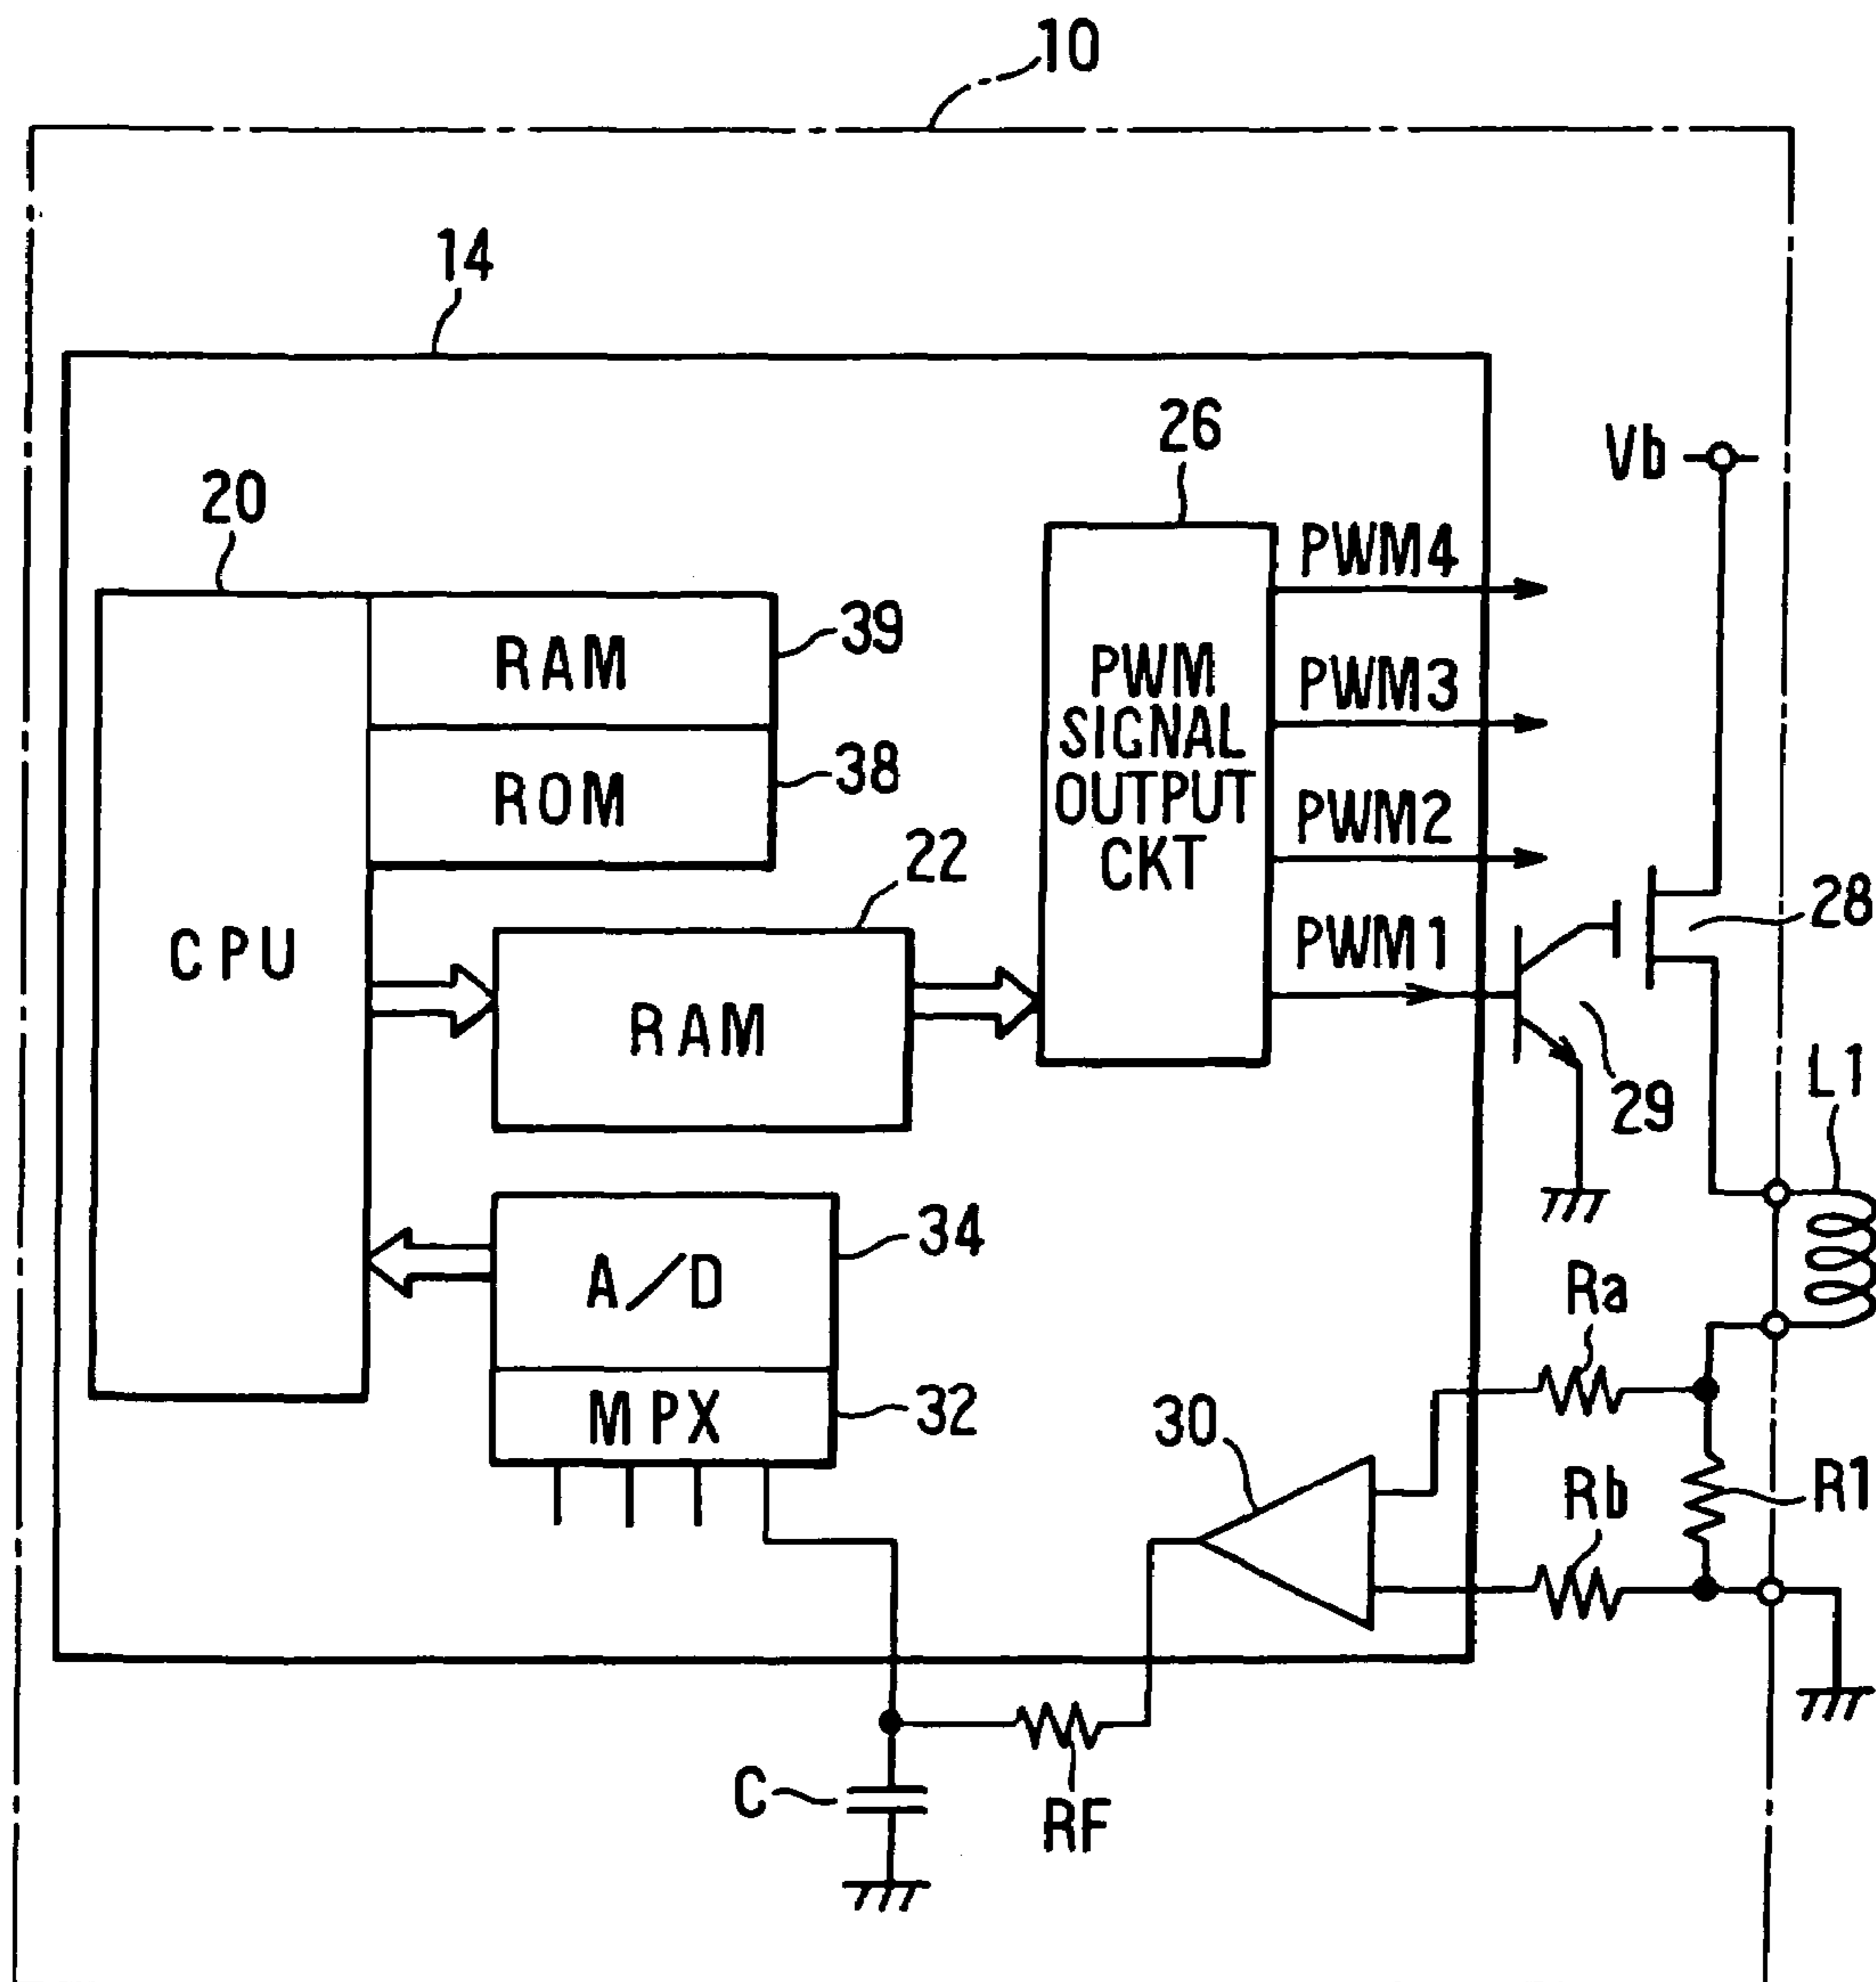 10
14
26
Vb
20
PWM4
39
RAM
PWM
SIGNAL
OUTPUT
CKT
PWM3
38
ROM
PWM2
22
28
CPU
PWM1
RAM
29
L1
34
A/D
Ra
32
MPX
30
Rb
R1
C
RF